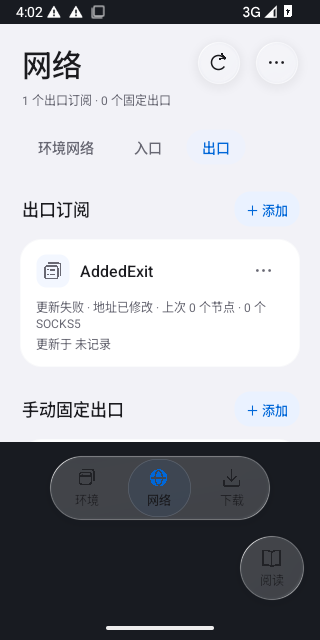 4:02
3G
网络
1 个出口订阅 · 0 个固定出口
环境网络 入口 出口
出口订阅
+ 添加
AddedExit
更新失败 · 地址已修改 · 上次 0 个节点 · 0 个
SOCKS5
更新于 未记录
手动固定出口
+ 添加
环境 网络 下载
阅读